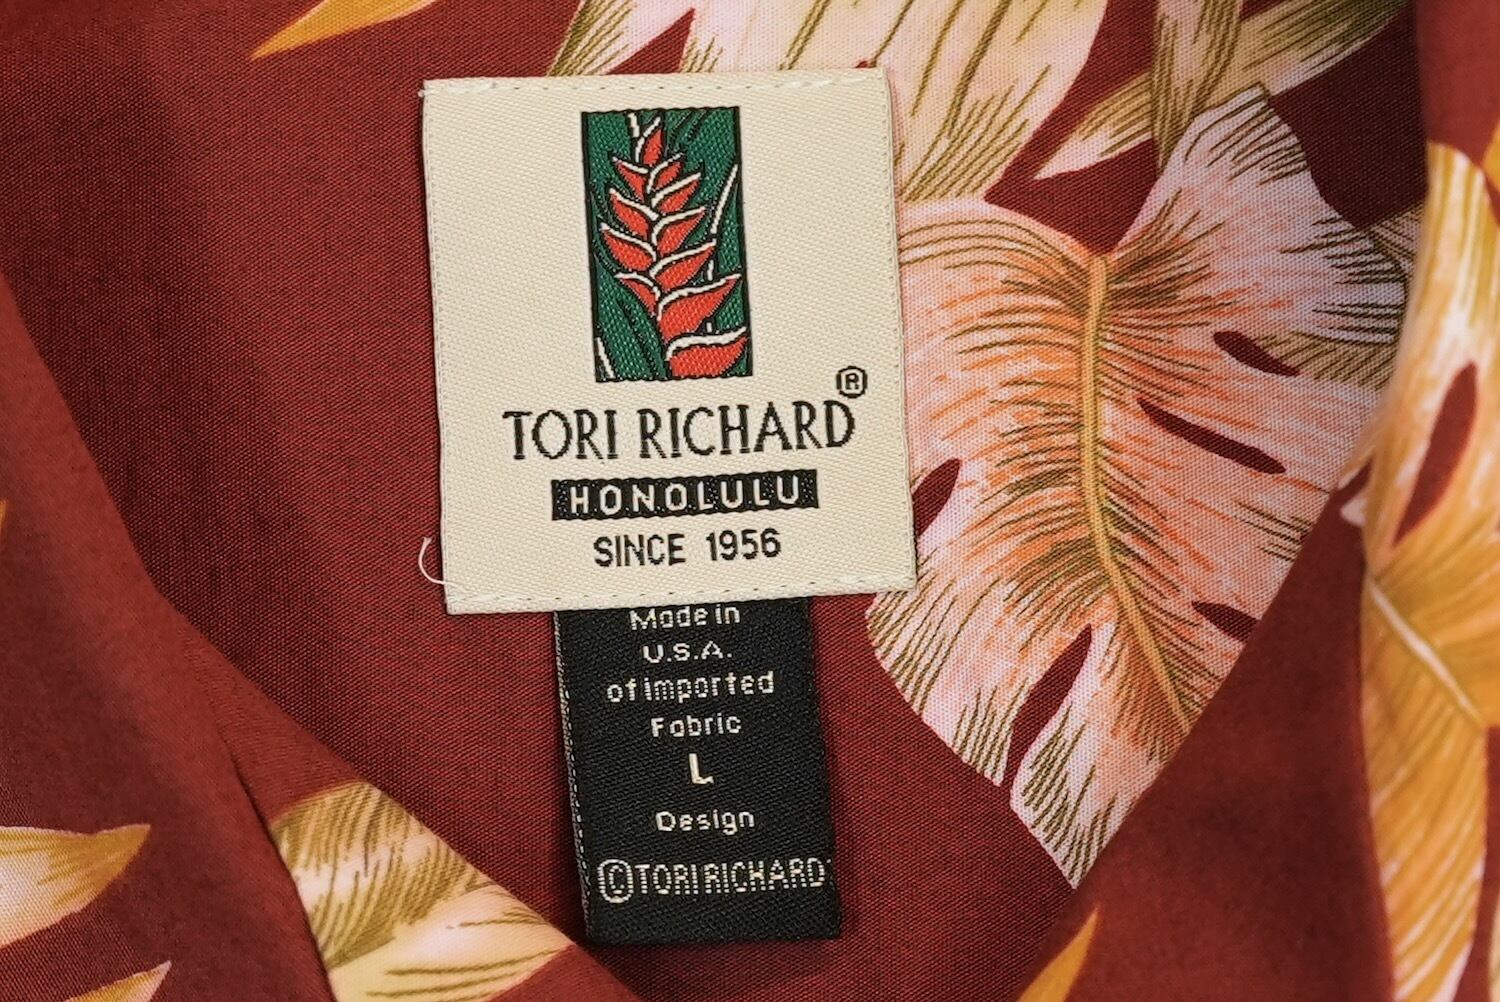 TORI RICHARD®
HONOLULU
SINCE 1956
Made in
U.S.A.
of imported
Fabric
L
Design
©TORI RICHARD